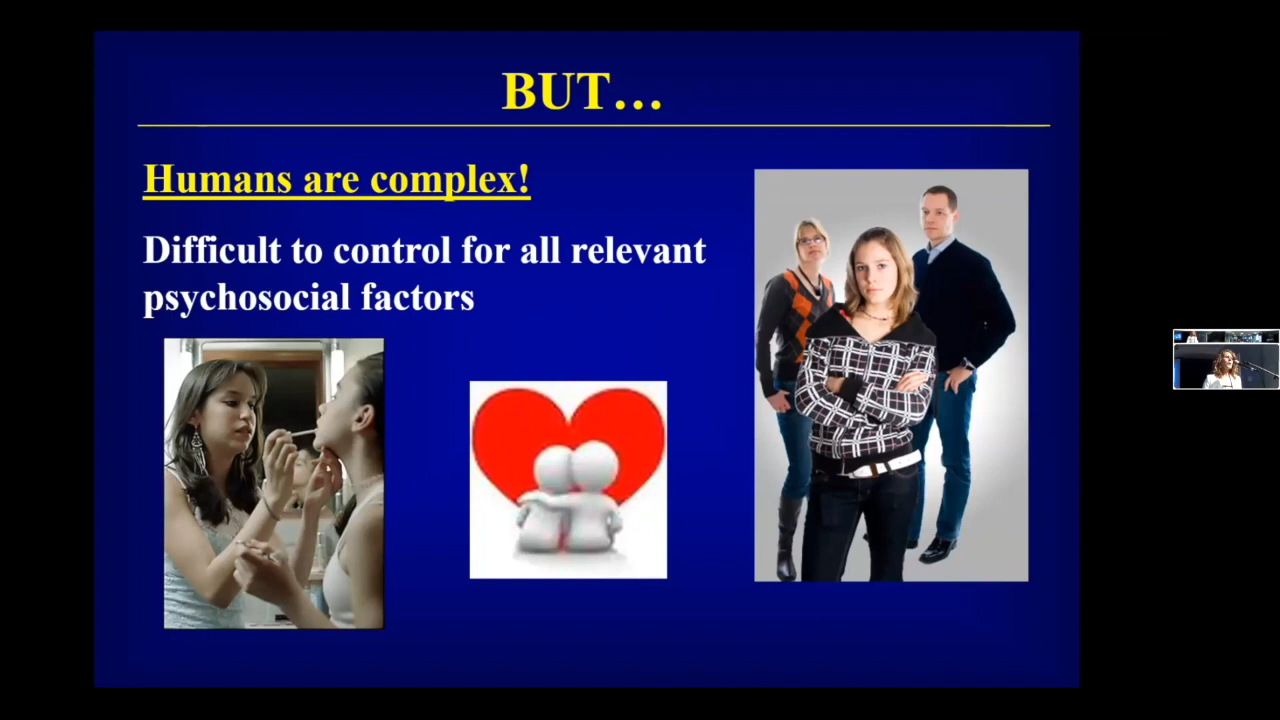 BUT…
Humans are complex!
Difficult to control for all relevant
psychosocial factors